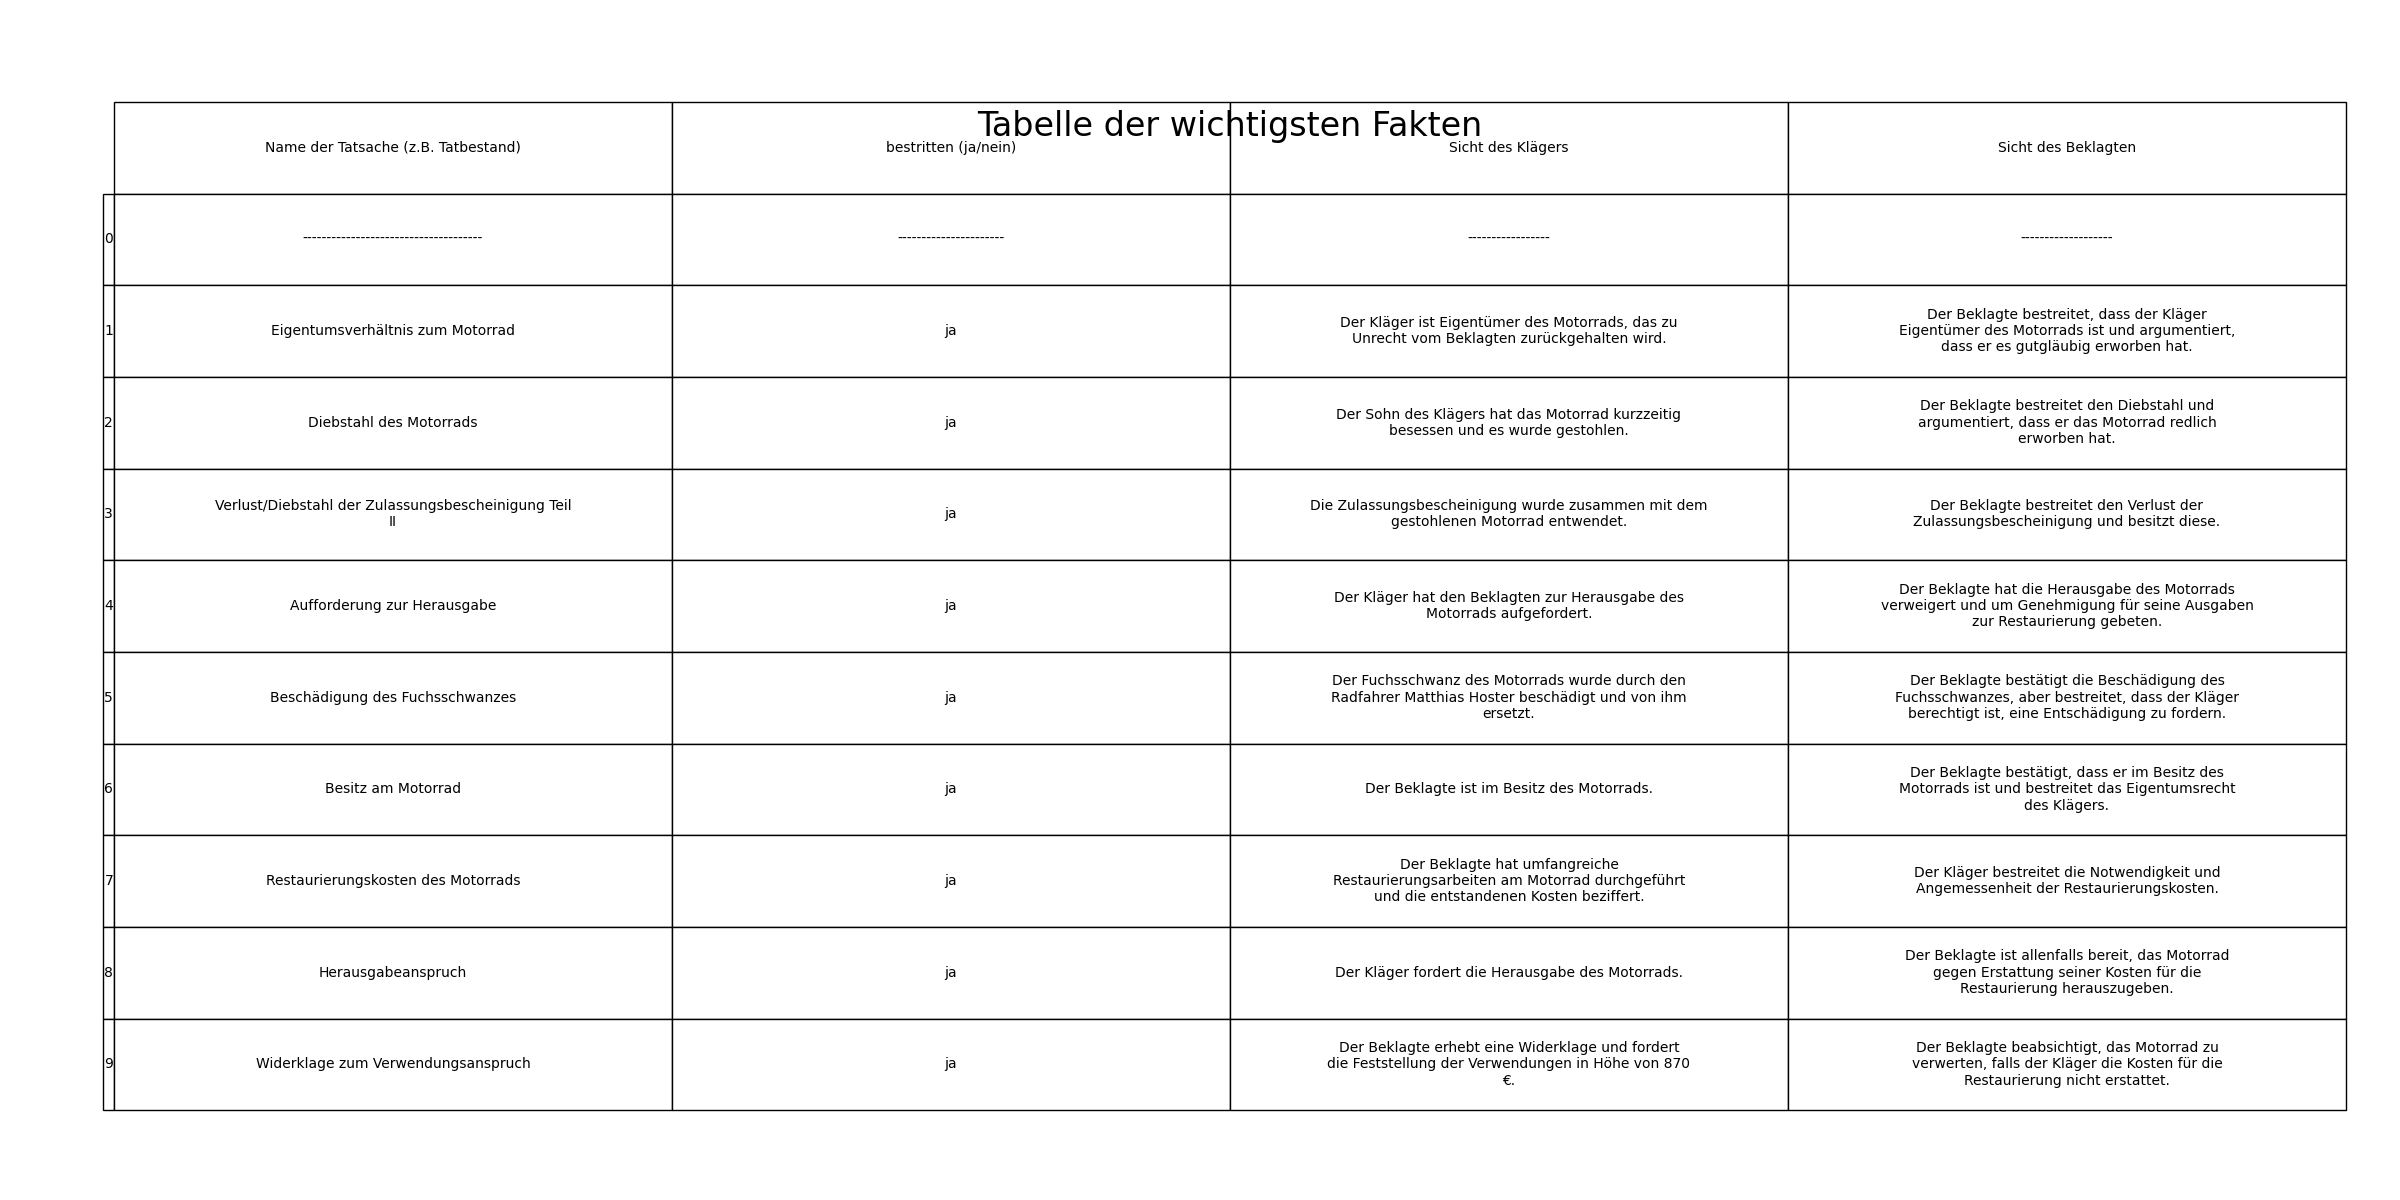 Tabelle der wichtigsten Fakten
Name der Tatsache (z.B. Tatbestand)
bestritten (ja/nein)
Sicht des Klägers
Sicht des Beklagten
0
-------------------------------------
----------------------
-----------------
-------------------
1
Eigentumsverhältnis zum Motorrad
ja
Der Kläger ist Eigentümer des Motorrads, das zu
Unrecht vom Beklagten zurückgehalten wird.
Der Beklagte bestreitet, dass der Kläger
Eigentümer des Motorrads ist und argumentiert,
dass er es gutgläubig erworben hat.
2
Diebstahl des Motorrads
ja
Der Sohn des Klägers hat das Motorrad kurzzeitig
besessen und es wurde gestohlen.
Der Beklagte bestreitet den Diebstahl und
argumentiert, dass er das Motorrad redlich
erworben hat.
3
Verlust/Diebstahl der Zulassungsbescheinigung Teil
II
ja
Die Zulassungsbescheinigung wurde zusammen mit dem
gestohlenen Motorrad entwendet.
Der Beklagte bestreitet den Verlust der
Zulassungsbescheinigung und besitzt diese.
4
Aufforderung zur Herausgabe
ja
Der Kläger hat den Beklagten zur Herausgabe des
Motorrads aufgefordert.
Der Beklagte hat die Herausgabe des Motorrads
verweigert und um Genehmigung für seine Ausgaben
zur Restaurierung gebeten.
5
Beschädigung des Fuchsschwanzes
ja
Der Fuchsschwanz des Motorrads wurde durch den
Radfahrer Matthias Hoster beschädigt und von ihm
ersetzt.
Der Beklagte bestätigt die Beschädigung des
Fuchsschwanzes, aber bestreitet, dass der Kläger
berechtigt ist, eine Entschädigung zu fordern.
6
Besitz am Motorrad
ja
Der Beklagte ist im Besitz des Motorrads.
Der Beklagte bestätigt, dass er im Besitz des
Motorrads ist und bestreitet das Eigentumsrecht
des Klägers.
7
Restaurierungskosten des Motorrads
ja
Der Beklagte hat umfangreiche
Restaurierungsarbeiten am Motorrad durchgeführt
und die entstandenen Kosten beziffert.
Der Kläger bestreitet die Notwendigkeit und
Angemessenheit der Restaurierungskosten.
8
Herausgabeanspruch
ja
Der Kläger fordert die Herausgabe des Motorrads.
Der Beklagte ist allenfalls bereit, das Motorrad
gegen Erstattung seiner Kosten für die
Restaurierung herauszugeben.
9
Widerklage zum Verwendungsanspruch
ja
Der Beklagte erhebt eine Widerklage und fordert
die Feststellung der Verwendungen in Höhe von 870
€.
Der Beklagte beabsichtigt, das Motorrad zu
verwerten, falls der Kläger die Kosten für die
Restaurierung nicht erstattet.